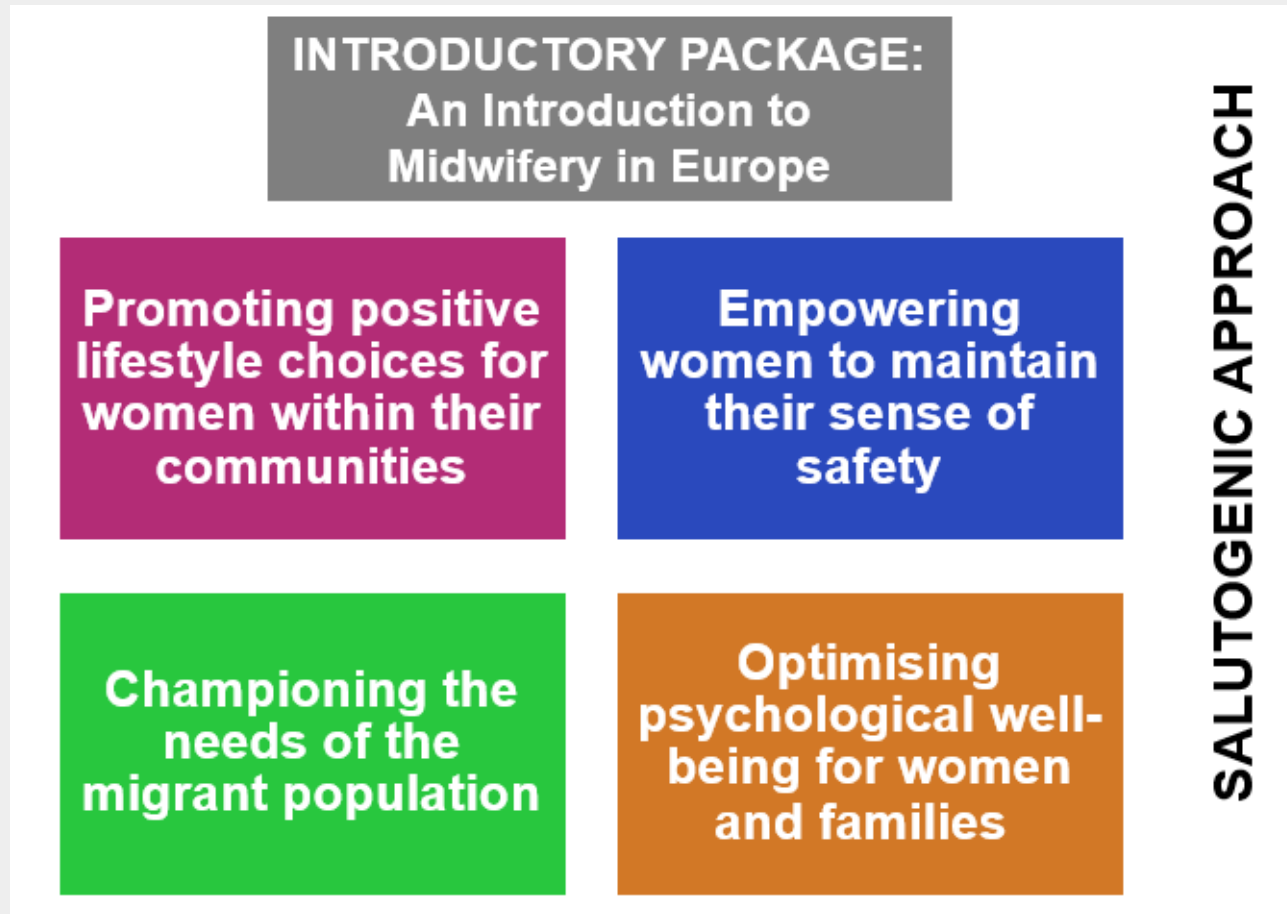 INTRODUCTORY PACKAGE:
An Introduction to
Midwifery in Europe
Promoting positive
lifestyle choices for
women within their
communities
Empowering
women to maintain
their sense of
safety
Championing the
needs of the
migrant population
Optimising
psychological well-
being for women
and families
SALUTOGENIC APPROACH